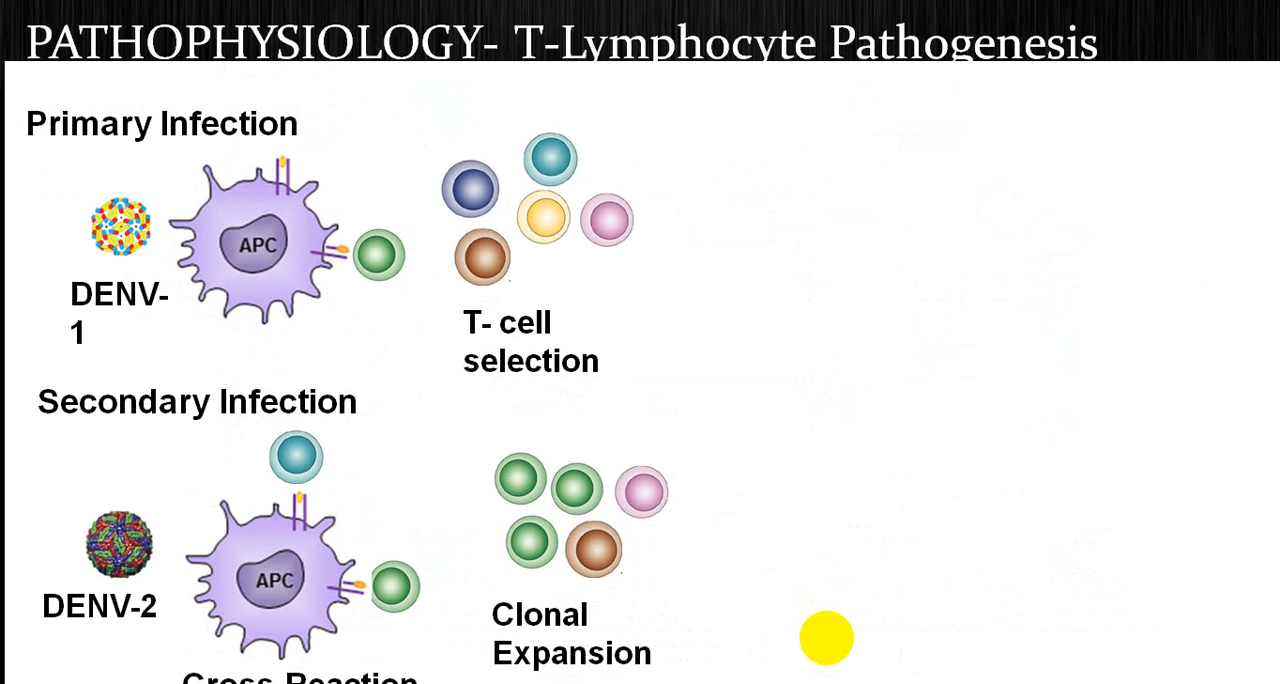 PATHOPHYSIOLOGY- T-Lymphocyte Pathogenesis
Primary Infection
APC
DENV-
1
T- cell
selection
Secondary Infection
APC
DENV-2
Clonal
Expansion
Cross-Reaction